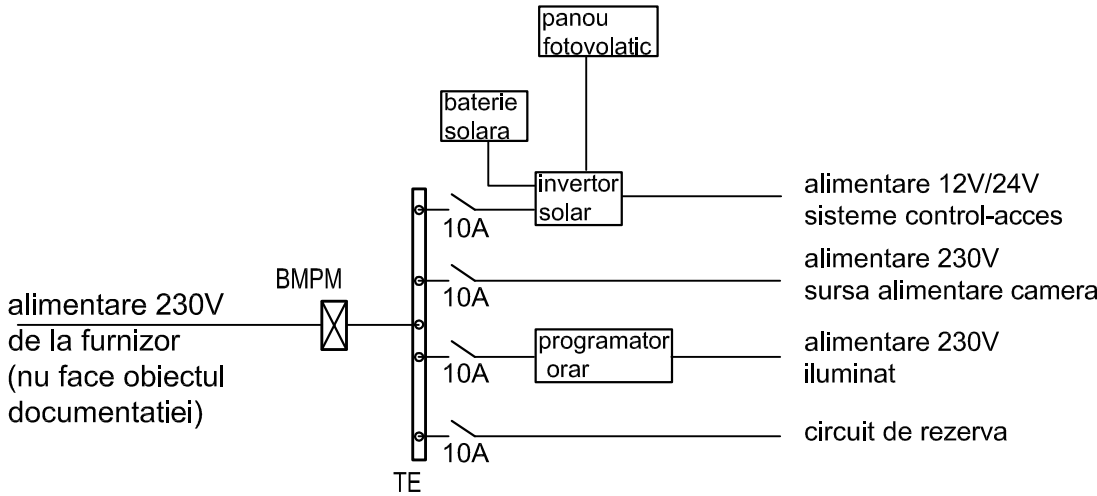 panou
fotovolatic
baterie
solara
invertor
solar
10A
alimentare 12V/24V
sisteme control-acces
BMPM
10A
alimentare 230V
sursa alimentare camera
alimentare 230V
de la furnizor
(nu face obiectul
documentatiei)
programator
orar
10A
alimentare 230V
iluminat
10A
circuit de rezerva
TE